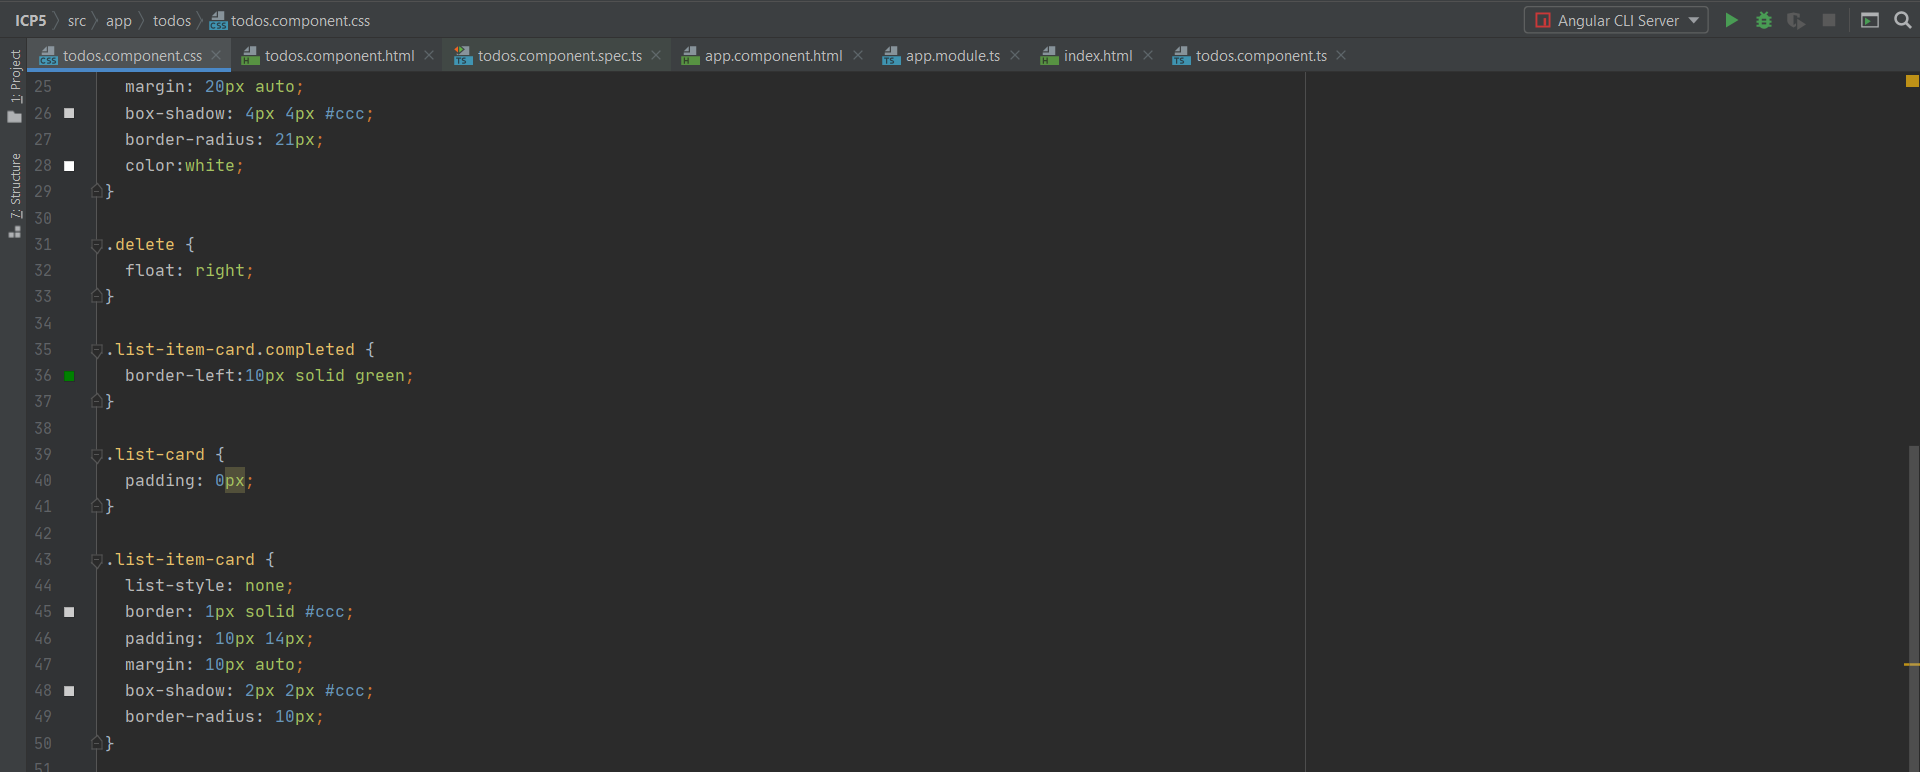 ICP5 src app todos todos.component.css Angular CLI Server
todos.component.css todos.component.html todos.component.spec.ts app.component.html app.module.ts index.html todos.component.ts
1: Project
7: Structure
25 margin: 20px auto;
26 box-shadow: 4px 4px #ccc;
27 border-radius: 21px;
28 color:white;
29 }
30
31 .delete {
32 float: right;
33 }
34
35 .list-item-card.completed {
36 border-left:10px solid green;
37 }
38
39 .list-card {
40 padding: 0px;
41 }
42
43 .list-item-card {
44 list-style: none;
45 border: 1px solid #ccc;
46 padding: 10px 14px;
47 margin: 10px auto;
48 box-shadow: 2px 2px #ccc;
49 border-radius: 10px;
50 }
51